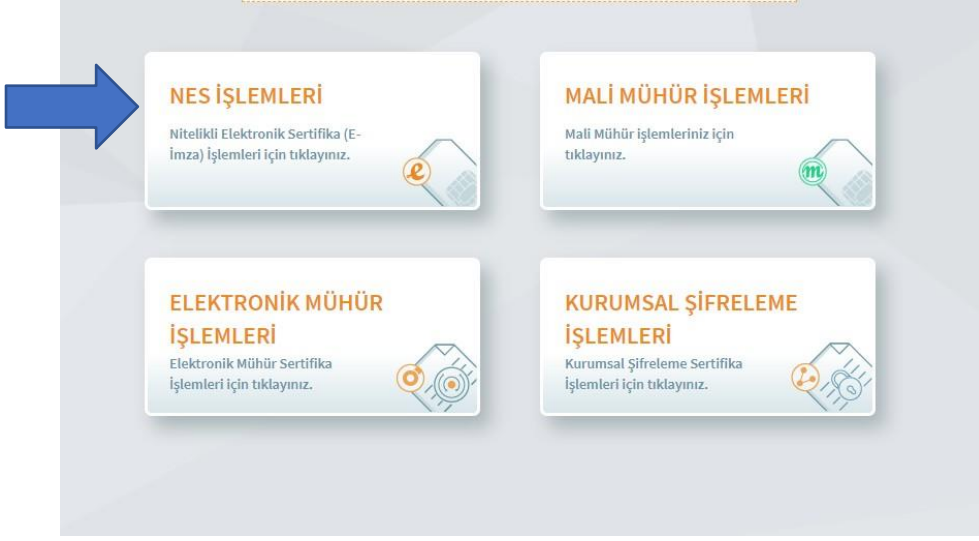 NES İŞLEMLERİ
Nitelikli Elektronik Sertifika (E-
İmza) İşlemleri için tıklayınız.
e
MALİ MÜHÜR İŞLEMLERİ
Mali Mühür işlemleriniz için
tıklayınız.
m
ELEKTRONİK MÜHÜR
İŞLEMLERİ
Elektronik Mühür Sertifika
İşlemleri için tıklayınız.
KURUMSAL ŞİFRELEME
İŞLEMLERİ
Kurumsal Şifreleme Sertifika
İşlemleri için tıklayınız.